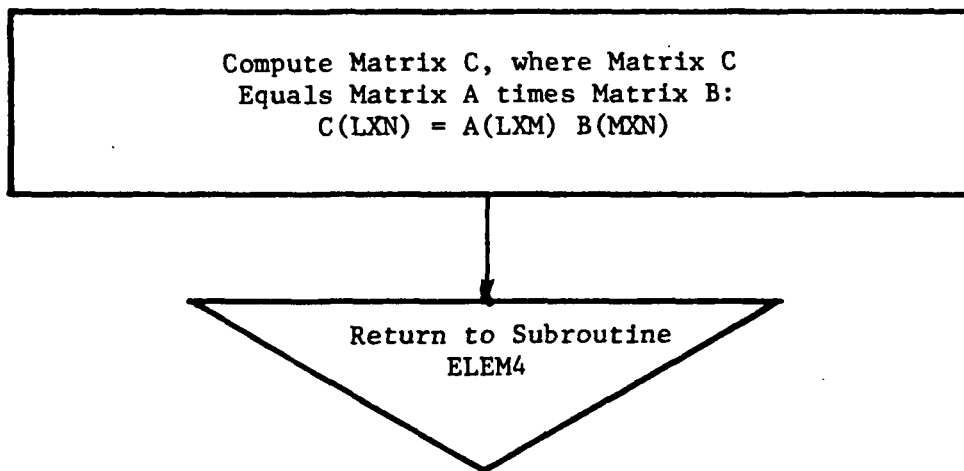 Compute Matrix C, where Matrix C
Equals Matrix A times Matrix B:
C(LXN) = A(LXM) B(MXN)
Return to Subroutine
ELEM4